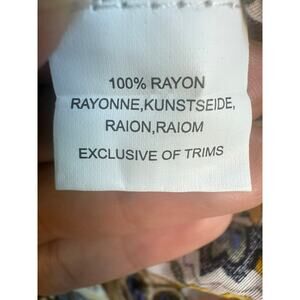 100% RAYON
RAYONNE,KUNSTSEIDE,
RAION,RAIOM
EXCLUSIVE OF TRIMS